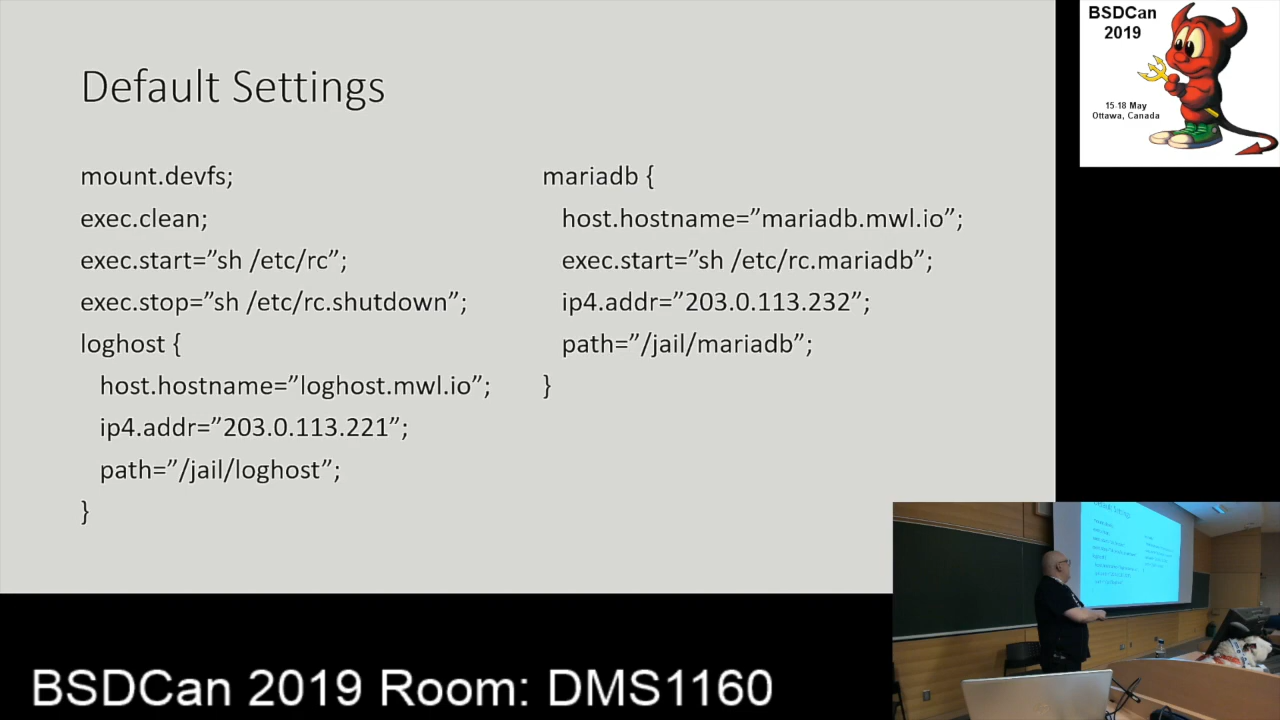 Default Settings
mount.devfs;
exec.clean;
exec.start=”sh /etc/rc”;
exec.stop=”sh /etc/rc.shutdown”;
loghost {
host.hostname=”loghost.mwl.io”;
ip4.addr=”203.0.113.221”;
path=”/jail/loghost”;
}
mariadb {
host.hostname=”mariadb.mwl.io”;
exec.start=”sh /etc/rc.mariadb”;
ip4.addr=”203.0.113.232”;
path=”/jail/mariadb”;
}
BSDCan
2019
15-18 May
Ottawa, Canada
Default Settings
BSDCan 2019 Room: DMS1160